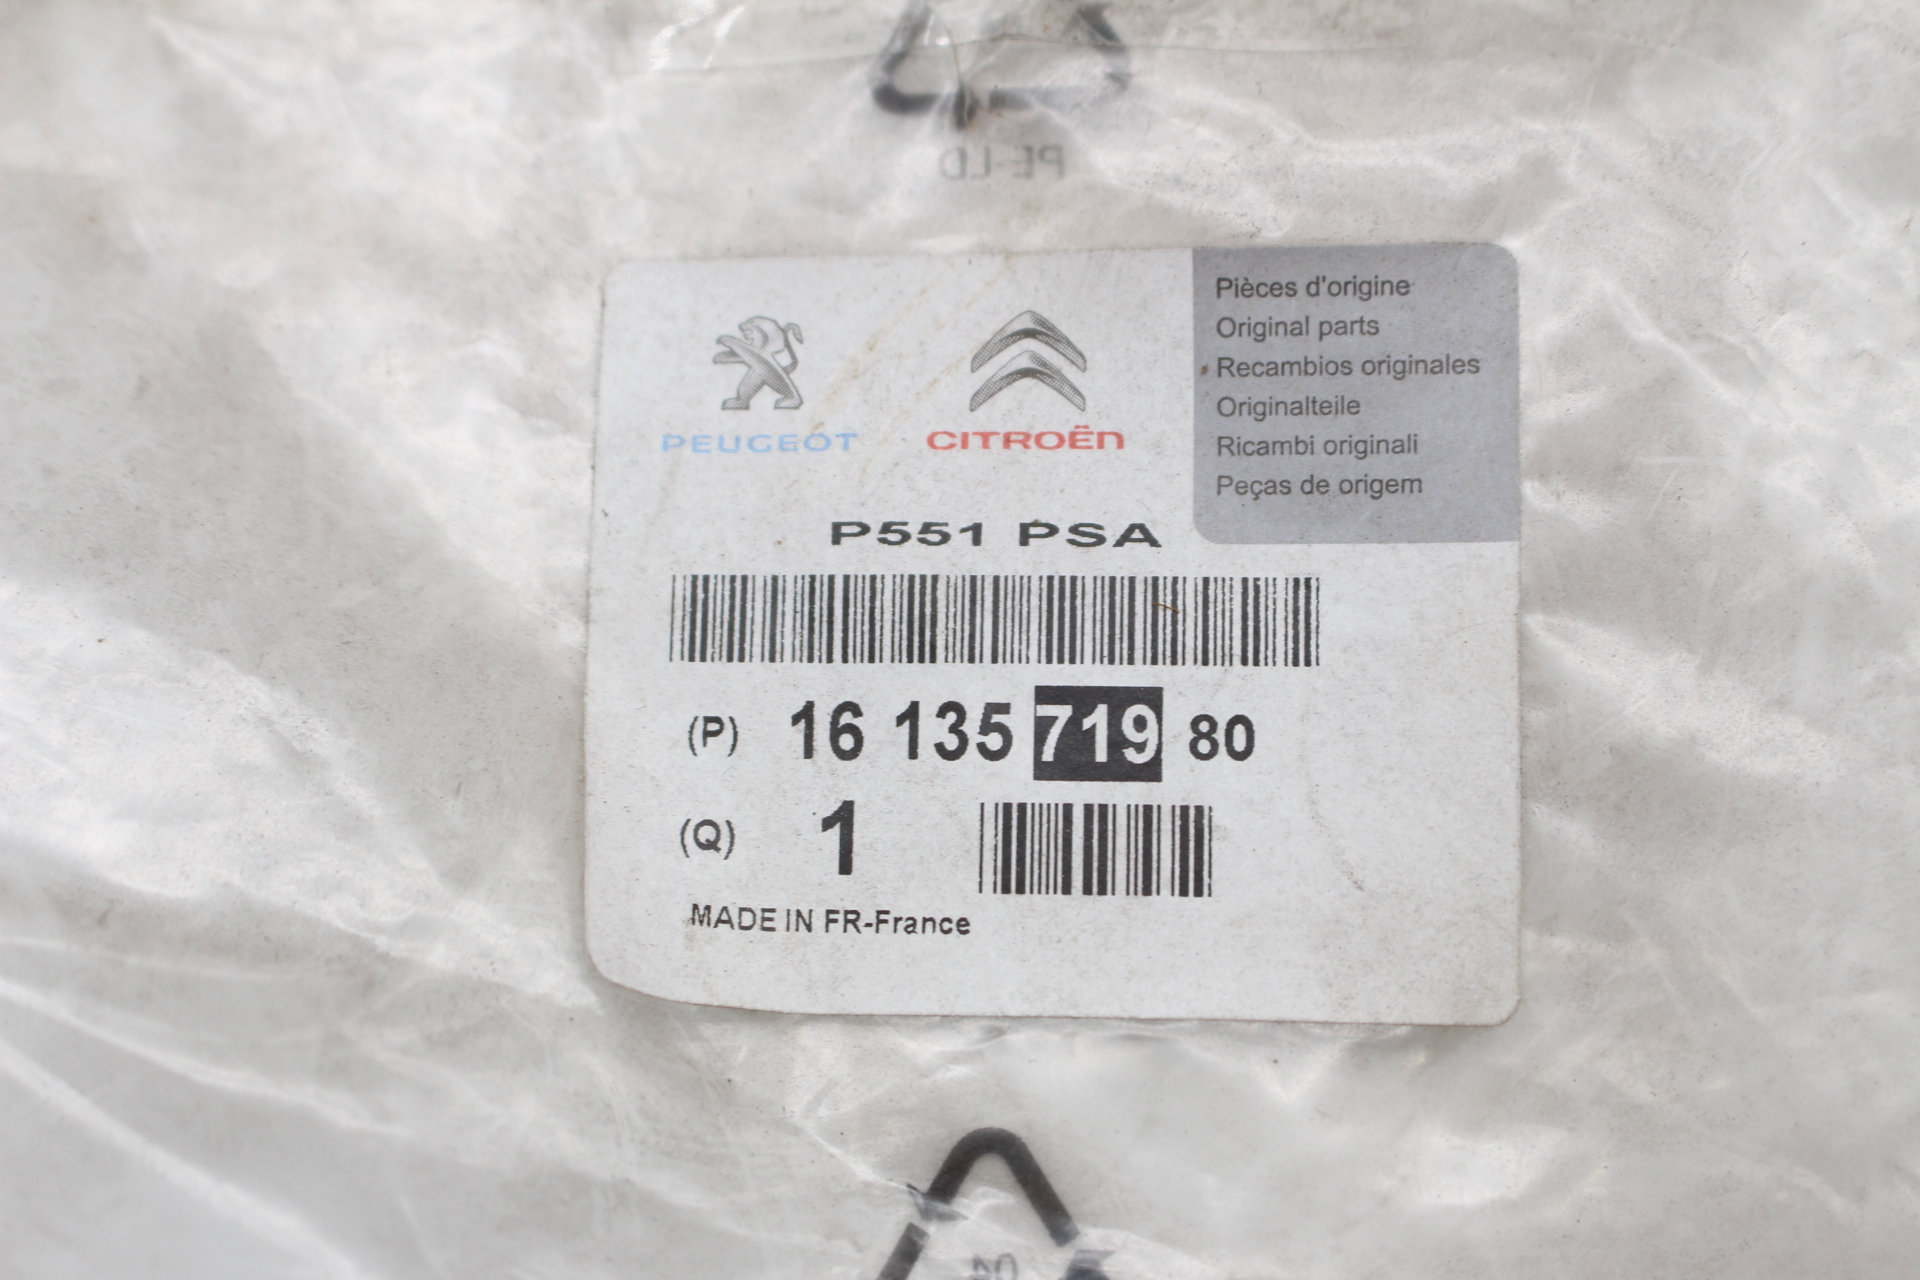 PE-LD
PEUGEOT
CITROËN
Pièces d'origine
Original parts
Recambios originales
Originalteile
Ricambi originali
Peças de origem
P551 PSA
(P) 16 135 719 80
(Q) 1
MADE IN FR-France
04